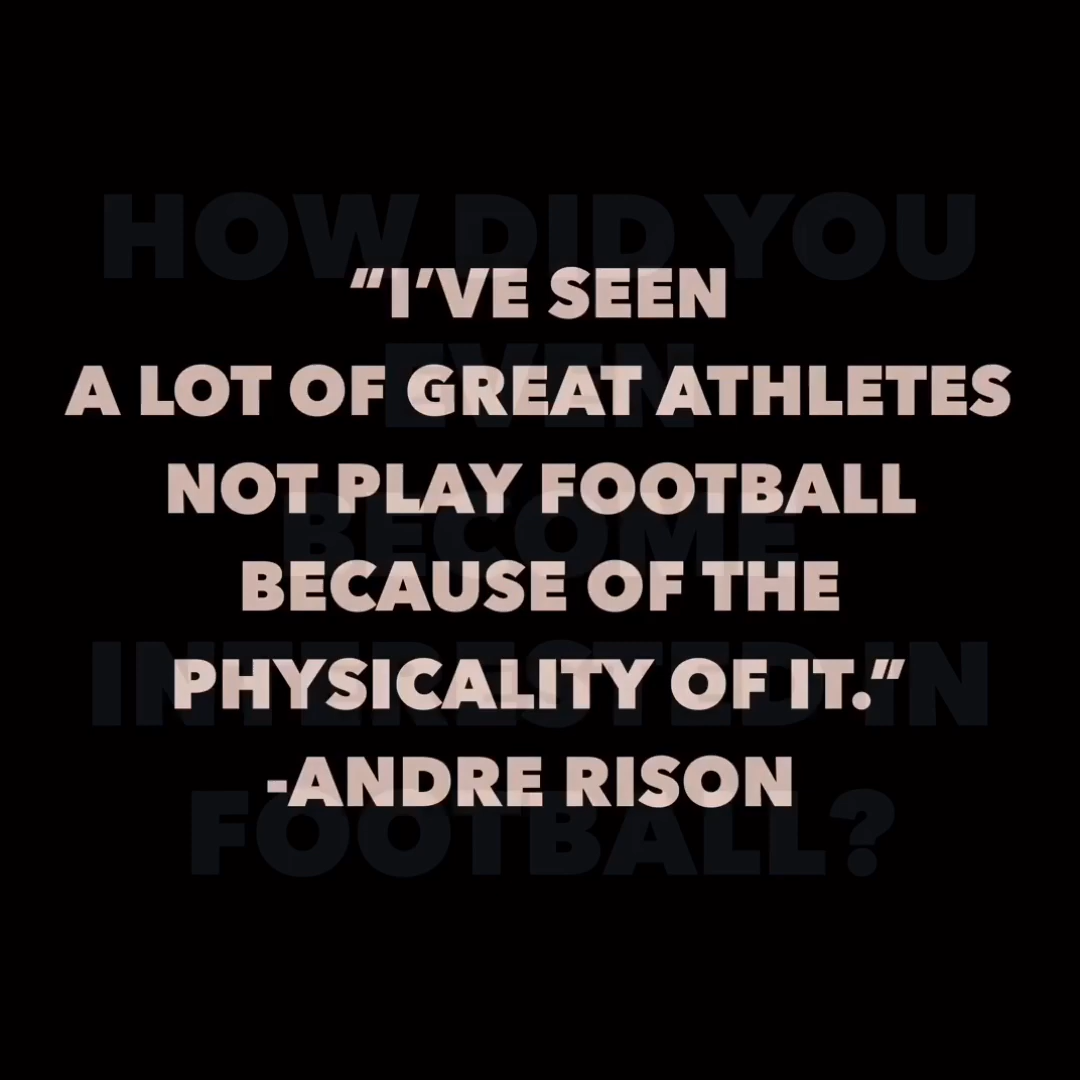 “I’VE SEEN
A LOT OF GREAT ATHLETES
NOT PLAY FOOTBALL
BECAUSE OF THE
PHYSICALITY OF IT.”
-ANDRE RISON
HOW DID YOU
EVEN
BECOME
INTERESTED IN
FOOTBALL?